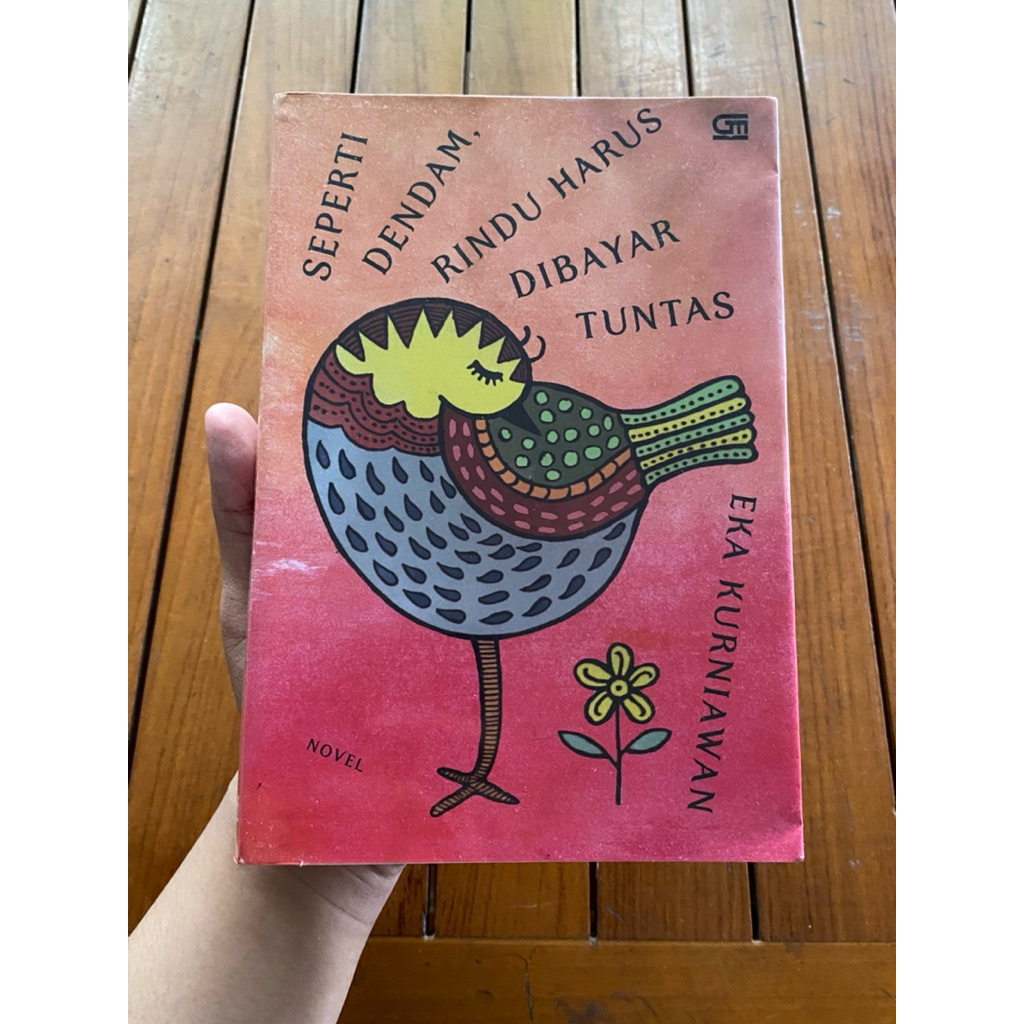 SEPERTI
DENDAM,
RINDU HARUS
DIBAYAR
TUNTAS
EKA KURNIAWAN
NOVEL